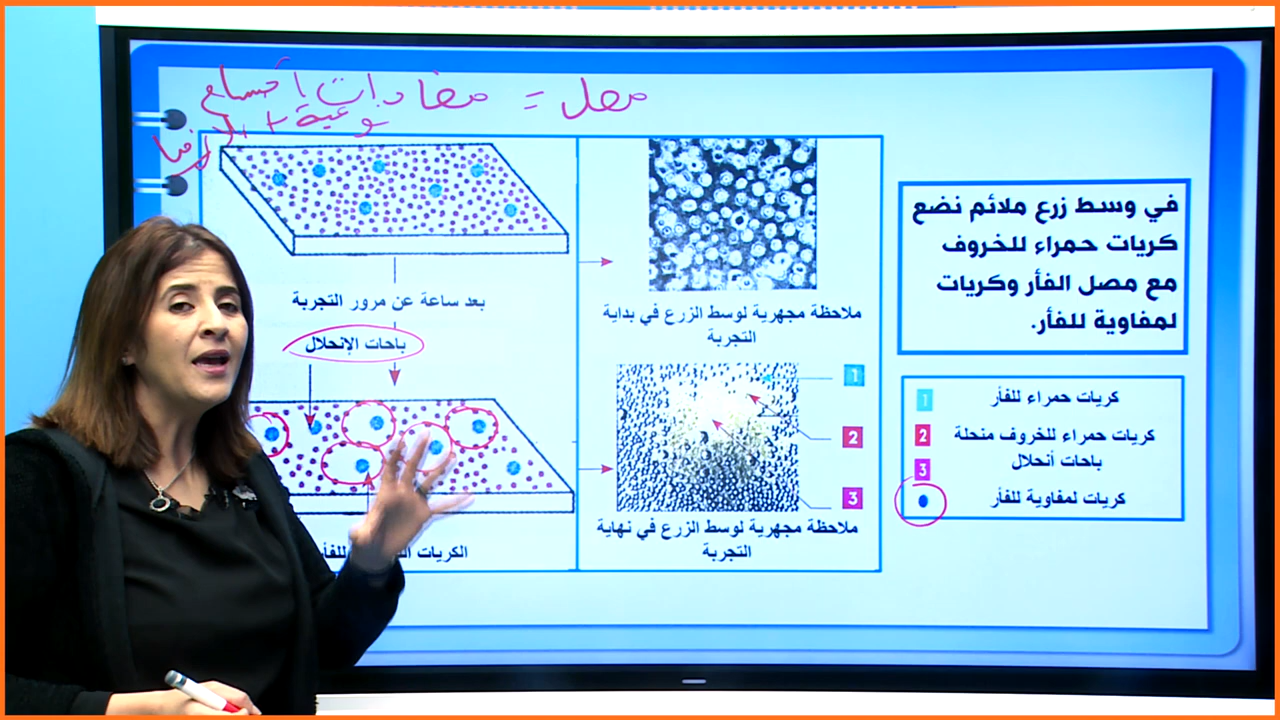 مصل = مضادات أجسام
نوعية
في وسط زرع ملائم نضع
كريات حمراء للخروف
مع مصل الفأر وكريات
لمفاوية للفأر.
1 كريات حمراء للفأر
2 كريات حمراء للخروف منحلة
3 باحات أنحلال
كريات لمفاوية للفأر
ملاحظة مجهرية لوسط الزرع في بداية
التجربة
1
2
3
ملاحظة مجهرية لوسط الزرع في نهاية
التجربة
بعد ساعة عن مرور التجربة
باحات الإنحلال
الكريات